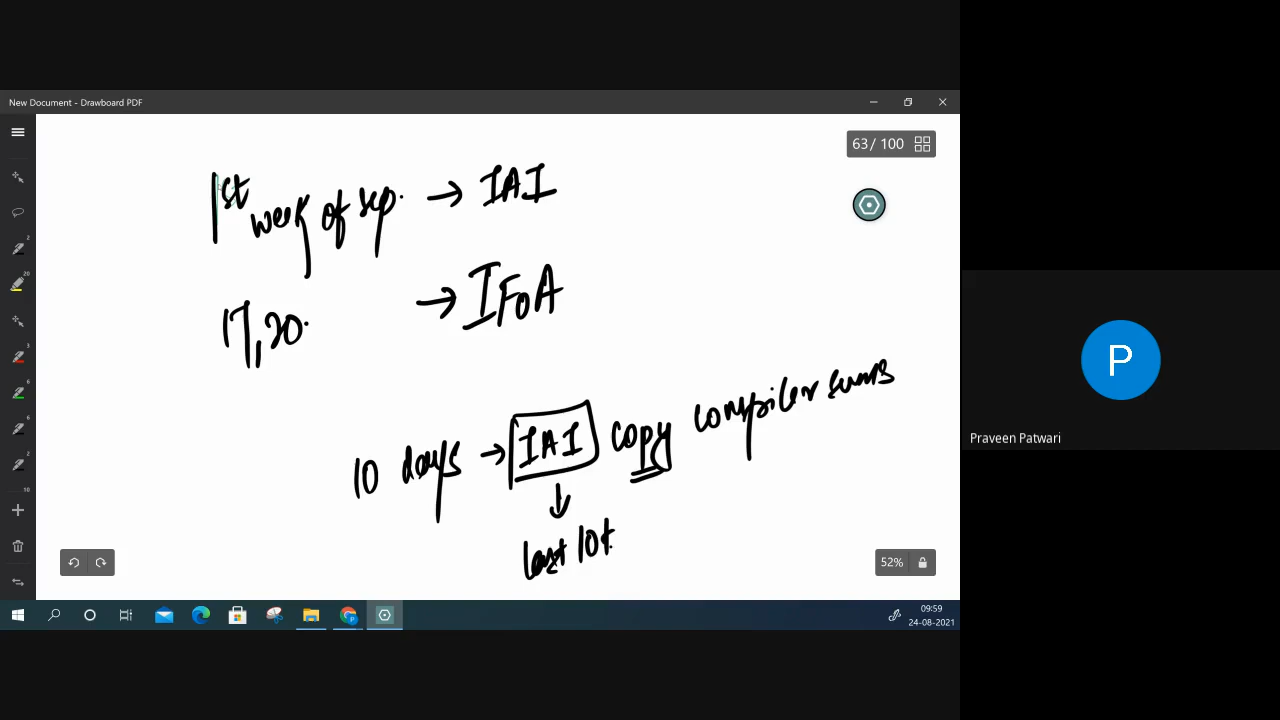 New Document - Drawboard PDF
63 / 100
1st week of sep. → IAI
17, 20. → IFoA
10 days → IAI copy compiler sums
↓
last 10t
52%
P
Praveen Patwari
09:59
24-08-2021